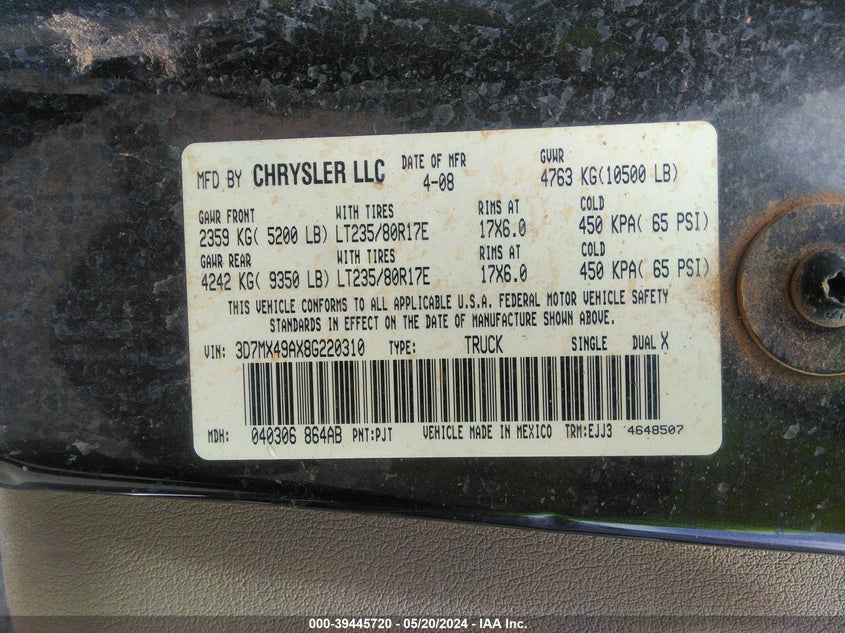 MFD BY CHRYSLER LLC DATE OF MFR 4-08 GVWR 4763 KG(10500 LB)
GAWR FRONT WITH TIRES RIMS AT COLD
2359 KG( 5200 LB) LT235/80R17E 17X6.0 450 KPA( 65 PSI)
GAWR REAR WITH TIRES RIMS AT COLD
4242 KG( 9350 LB) LT235/80R17E 17X6.0 450 KPA( 65 PSI)
THIS VEHICLE CONFORMS TO ALL APPLICABLE U.S.A. FEDERAL MOTOR VEHICLE SAFETY
STANDARDS IN EFFECT ON THE DATE OF MANUFACTURE SHOWN ABOVE.
VIN: 3D7MX49AX8G220310 TYPE: TRUCK SINGLE DUAL X
MDH: 040306 864AB PNT:PJT VEHICLE MADE IN MEXICO TRM:EJJ3 4648507
000-39445720 - 05/20/2024 - IAA Inc.